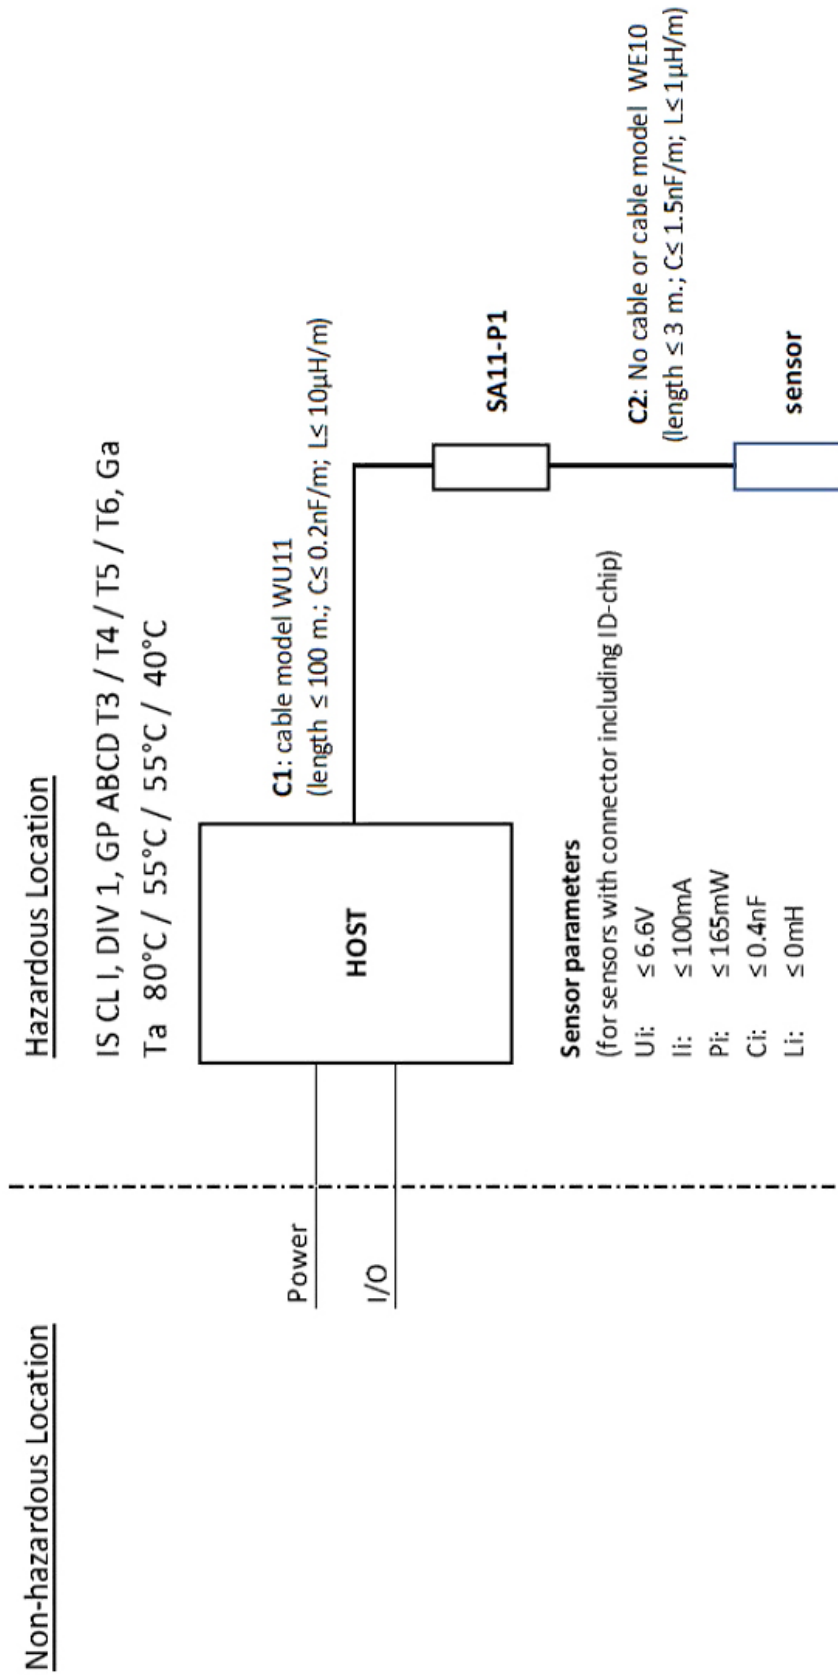 Non-hazardous Location
Hazardous Location
IS CL I, DIV 1, GP ABCD T3 / T4 / T5 / T6, Ga
Ta 80°C / 55°C / 55°C / 40°C
Power
I/O
HOST
C1: cable model WU11
(length ≤ 100 m.; C≤ 0.2nF/m; L≤ 10µH/m)
SA11-P1
C2: No cable or cable model WE10
(length ≤ 3 m.; C≤ 1.5nF/m; L≤ 1µH/m)
sensor
Sensor parameters
(for sensors with connector including ID-chip)
Ui: ≤ 6.6V
Ii: ≤ 100mA
Pi: ≤ 165mW
Ci: ≤ 0.4nF
Li: ≤ 0mH